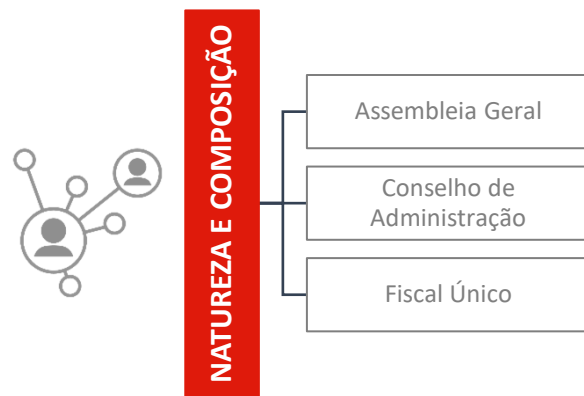 NATUREZA E COMPOSIÇÃO
Assembleia Geral
Conselho de
Administração
Fiscal Único